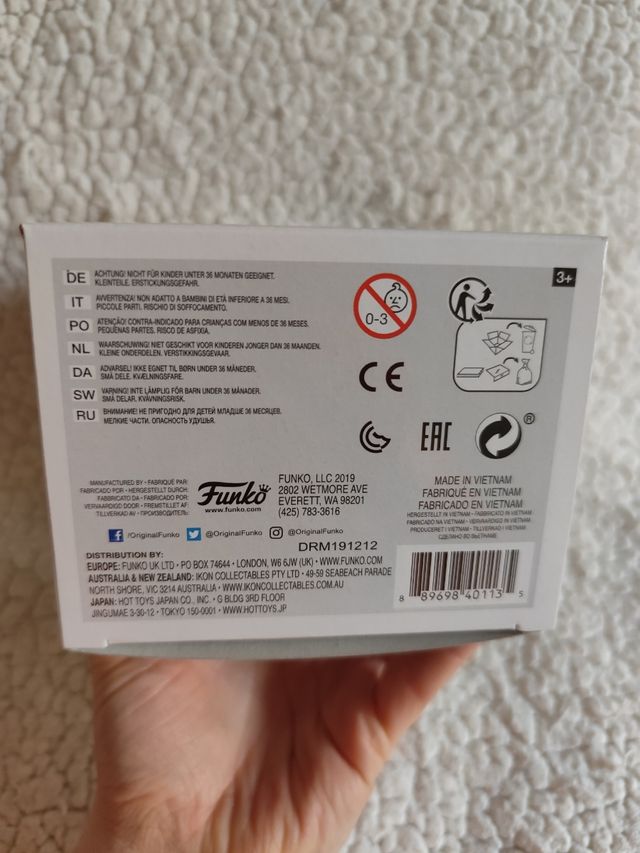 DE ACHTUNG! NICHT FÜR KINDER UNTER 36 MONATEN GEEIGNET.
KLEINTEILE. ERSTICKUNGSGEFAHR.
IT AVVERTENZA! NON ADATTO A BAMBINI DI ETÀ INFERIORE A 36 MESI.
PICCOLE PARTI. RISCHIO DI SOFFOCAMENTO.
PO ATENÇÃO! CONTRA-INDICADO PARA CRIANÇAS COM MENOS DE 36 MESES.
PEQUENAS PARTES. RISCO DE ASFIXIA.
NL WAARSCHUWING! NIET GESCHIKT VOOR KINDEREN JONGER DAN 36 MAANDEN.
KLEINE ONDERDELEN. VERSTIKKINGSGEVAAR.
DA ADVARSEL! IKKE EGNET TIL BØRN UNDER 36 MÅNEDER.
SMÅ DELE. KVÆLNINGSFARE.
SW VARNING! INTE LÄMPLIG FÖR BARN UNDER 36 MÅNADER.
SMÅ DELAR. KVÄVNINGSRISK.
RU ВНИМАНИЕ! НЕ ПРИГОДНО ДЛЯ ДЕТЕЙ МЛАДШЕ 36 МЕСЯЦЕВ.
МЕЛКИЕ ЧАСТИ. ОПАСНОСТЬ УДУШЬЯ.
0-3
3+
CE
EAC
®
MANUFACTURED BY • FABRIQUÉ PAR:
FABRICADO POR • HERGESTELLT DURCH:
FABBRICATO DA • FABRICADO POR:
VERVAARDIGD DOOR • FREMSTILLET AF:
TILLVERKAD AV • ПРОИЗВОДИТЕЛЬ:
Funko
www.funko.com
FUNKO, LLC 2019
2802 WETMORE AVE
EVERETT, WA 98201
(425) 783-3616
MADE IN VIETNAM
FABRIQUÉ EN VIETNAM
FABRICADO EN VIETNAM
HERGESTELLT IN VIETNAM • FABBRICATO IN VIETNAM
FABRICADO NA VIETNAM • VERVAARDIGD IN VIETNAM
PRODUCERET I VIETNAM • TILLVERKAD I VIETNAM
СДЕЛАНО ВО ВЬЕТНАМЕ
/OriginalFunko @OriginalFunko @OriginalFunko
DRM191212
DISTRIBUTION BY:
EUROPE: FUNKO UK LTD • PO BOX 74644 • LONDON, W6 6JW (UK) • WWW.FUNKO.COM
AUSTRALIA & NEW ZEALAND: IKON COLLECTABLES PTY LTD • 49-59 SEABEACH PARADE
NORTH SHORE, VIC 3214 AUSTRALIA • WWW.IKONCOLLECTABLES.COM.AU
JAPAN: HOT TOYS JAPAN CO., INC. • G BLDG 3RD FLOOR
JINGUMAE 3-30-12 • TOKYO 150-0001 • WWW.HOTTOYS.JP
8 89698 40113 5